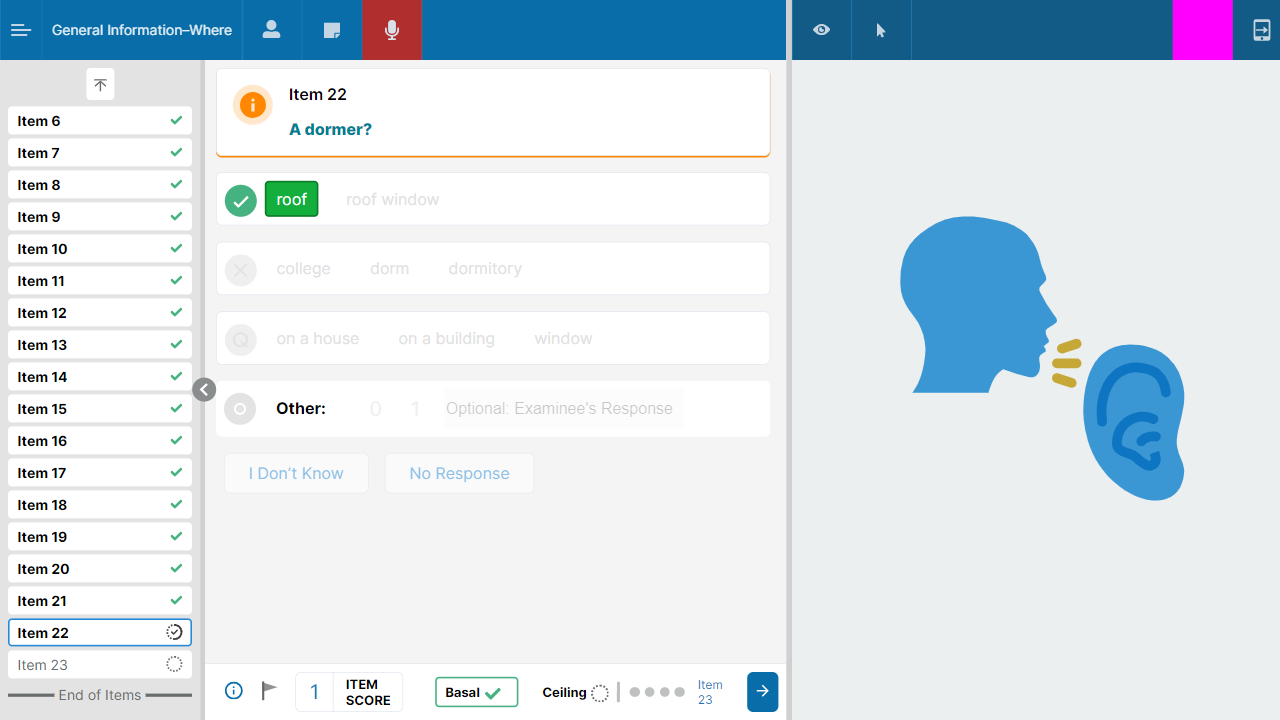 General Information–Where
Item 6
Item 7
Item 8
Item 9
Item 10
Item 11
Item 12
Item 13
Item 14
Item 15
Item 16
Item 17
Item 18
Item 19
Item 20
Item 21
Item 22
Item 23
End of Items
Item 22
A dormer?
roof roof window
college dorm dormitory
Q on a house on a building window
Other: 0 1 Optional: Examinee's Response
I Don't Know No Response
1 ITEM SCORE Basal Ceiling Item 23